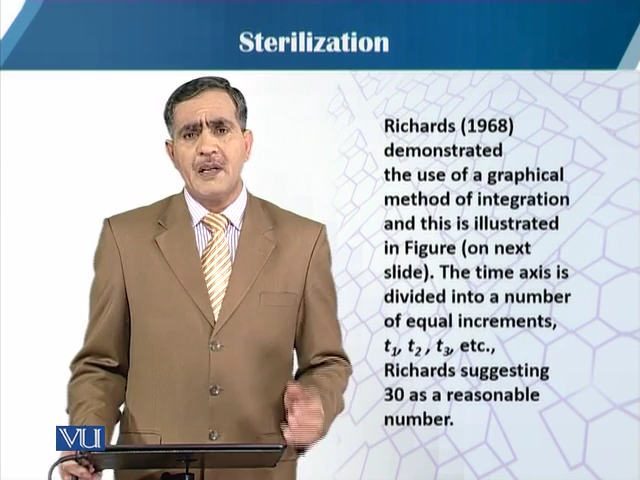 Sterilization
Richards (1968)
demonstrated
the use of a graphical
method of integration
and this is illustrated
in Figure (on next
slide). The time axis is
divided into a number
of equal increments,
t₁, t₂ , t₃, etc.,
Richards suggesting
30 as a reasonable
number.
VU